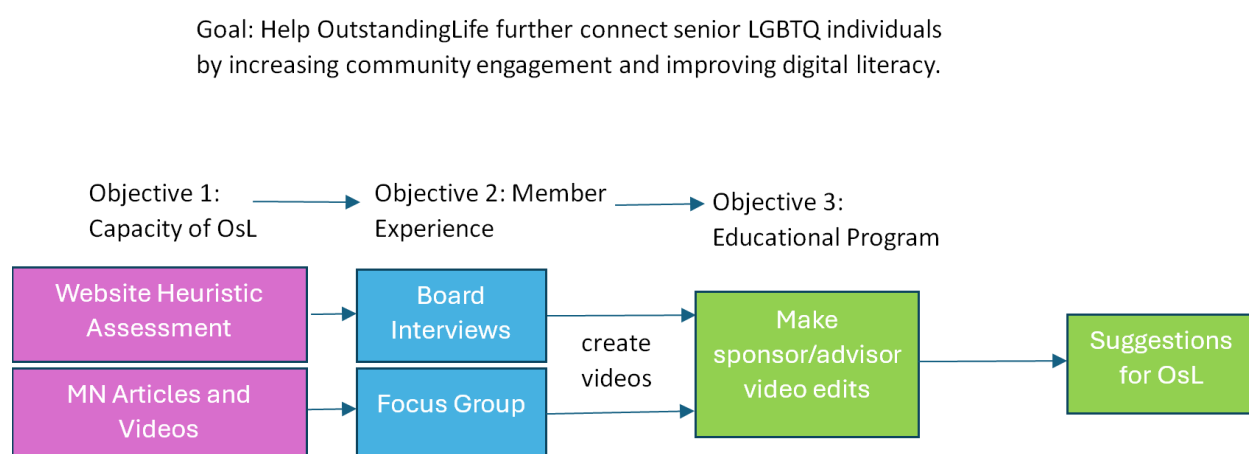 Goal: Help OutstandingLife further connect senior LGBTQ individuals
by increasing community engagement and improving digital literacy.
Objective 1:
Capacity of OsL
Objective 2: Member
Experience
Objective 3:
Educational Program
Website Heuristic
Assessment
MN Articles and
Videos
Board
Interviews
Focus Group
create
videos
Make
sponsor/advisor
video edits
Suggestions
for OsL